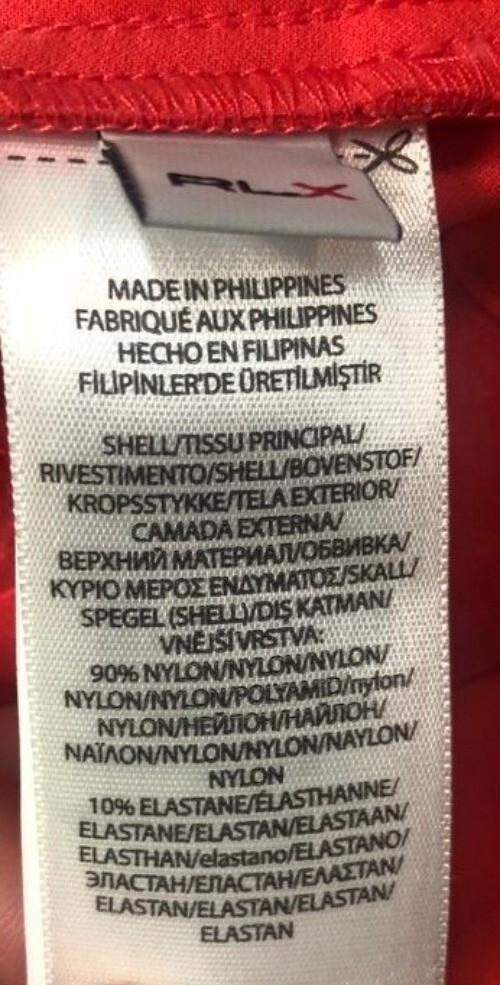 RLX
MADE IN PHILIPPINES
FABRIQUÉ AUX PHILIPPINES
HECHO EN FILIPINAS
FİLİPİNLER'DE ÜRETİLMİŞTİR
SHELL/TISSU PRINCIPAL/
RIVESTIMENTO/SHELL/BOVENSTOF/
KROPSSTYKKE/TELA EXTERIOR/
CAMADA EXTERNA/
ВЕРХНИЙ МАТЕРИАЛ/ОБВИВКА/
ΚΥΡΙΟ ΜΕΡΟΣ ΕΝΔΥΜΑΤΟΣ/SKALL/
SPEGEL (SHELL)/DIŞ KATMAN/
VNĚJŠÍ VRSTVA:
90% NYLON/NYLON/NYLON/
NYLON/NYLON/POLYAMID/nylon/
NYLON/НЕЙЛОН/НАЙЛОН/
ΝΑΪΛΟΝ/NYLON/NYLON/NAYLON/
NYLON
10% ELASTANE/ÉLASTHANNE/
ELASTANE/ELASTAN/ELASTAAN/
ELASTHAN/elastano/ELASTANO/
ЭЛАСТАН/ЕЛАСТАН/ΕΛΑΣΤΑΝ/
ELASTAN/ELASTAN/ELASTAN/
ELASTAN